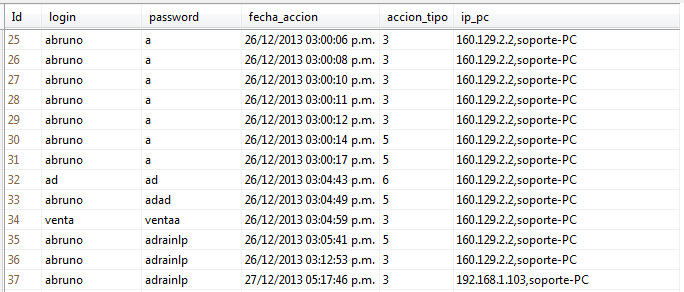 Id login password fecha_accion accion_tipo ip_pc
25 abruno a 26/12/2013 03:00:06 p.m. 3 160.129.2.2,soporte-PC
26 abruno a 26/12/2013 03:00:08 p.m. 3 160.129.2.2,soporte-PC
27 abruno a 26/12/2013 03:00:10 p.m. 3 160.129.2.2,soporte-PC
28 abruno a 26/12/2013 03:00:11 p.m. 3 160.129.2.2,soporte-PC
29 abruno a 26/12/2013 03:00:12 p.m. 3 160.129.2.2,soporte-PC
30 abruno a 26/12/2013 03:00:14 p.m. 5 160.129.2.2,soporte-PC
31 abruno a 26/12/2013 03:00:17 p.m. 5 160.129.2.2,soporte-PC
32 ad ad 26/12/2013 03:04:43 p.m. 6 160.129.2.2,soporte-PC
33 abruno adad 26/12/2013 03:04:49 p.m. 5 160.129.2.2,soporte-PC
34 venta ventaa 26/12/2013 03:04:59 p.m. 3 160.129.2.2,soporte-PC
35 abruno adrainlp 26/12/2013 03:05:41 p.m. 5 160.129.2.2,soporte-PC
36 abruno adrainlp 26/12/2013 03:12:53 p.m. 3 160.129.2.2,soporte-PC
37 abruno adrainlp 27/12/2013 05:17:46 p.m. 3 192.168.1.103,soporte-PC